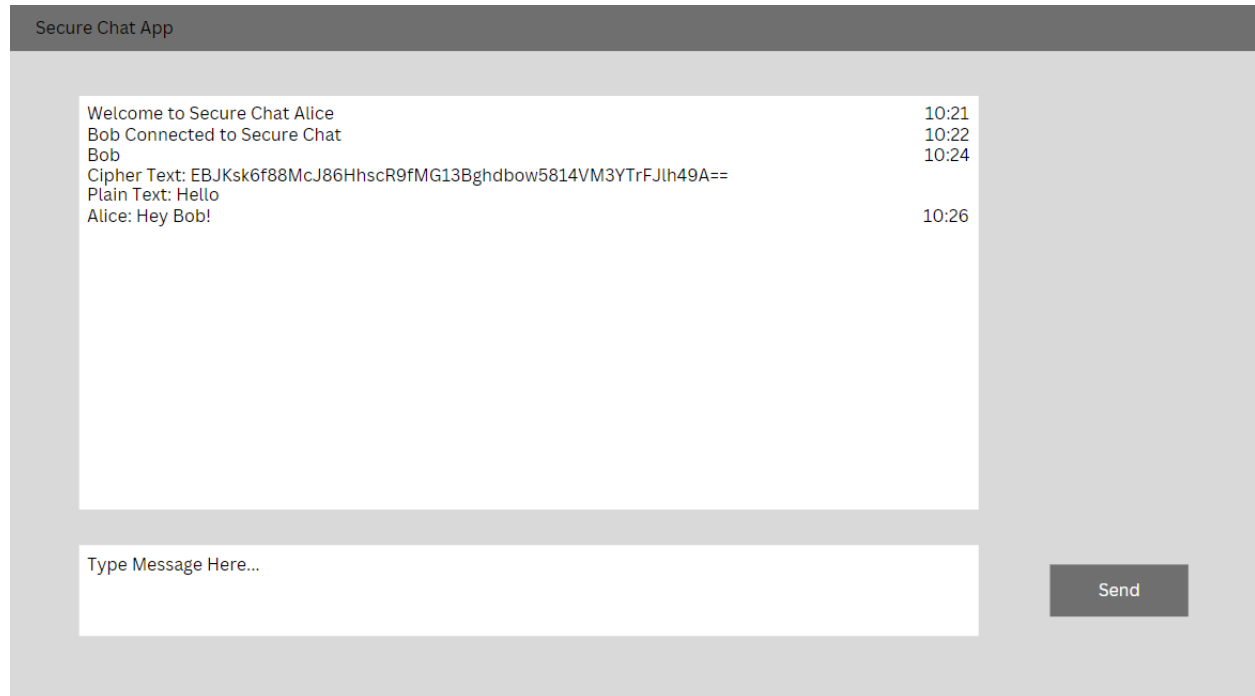 Secure Chat App
Welcome to Secure Chat Alice 10:21
Bob Connected to Secure Chat 10:22
Bob 10:24
Cipher Text: EBJKsk6f88McJ86HhscR9fMG13Bghdbow5814VM3YTrFJlh49A==
Plain Text: Hello
Alice: Hey Bob! 10:26
Type Message Here...
Send